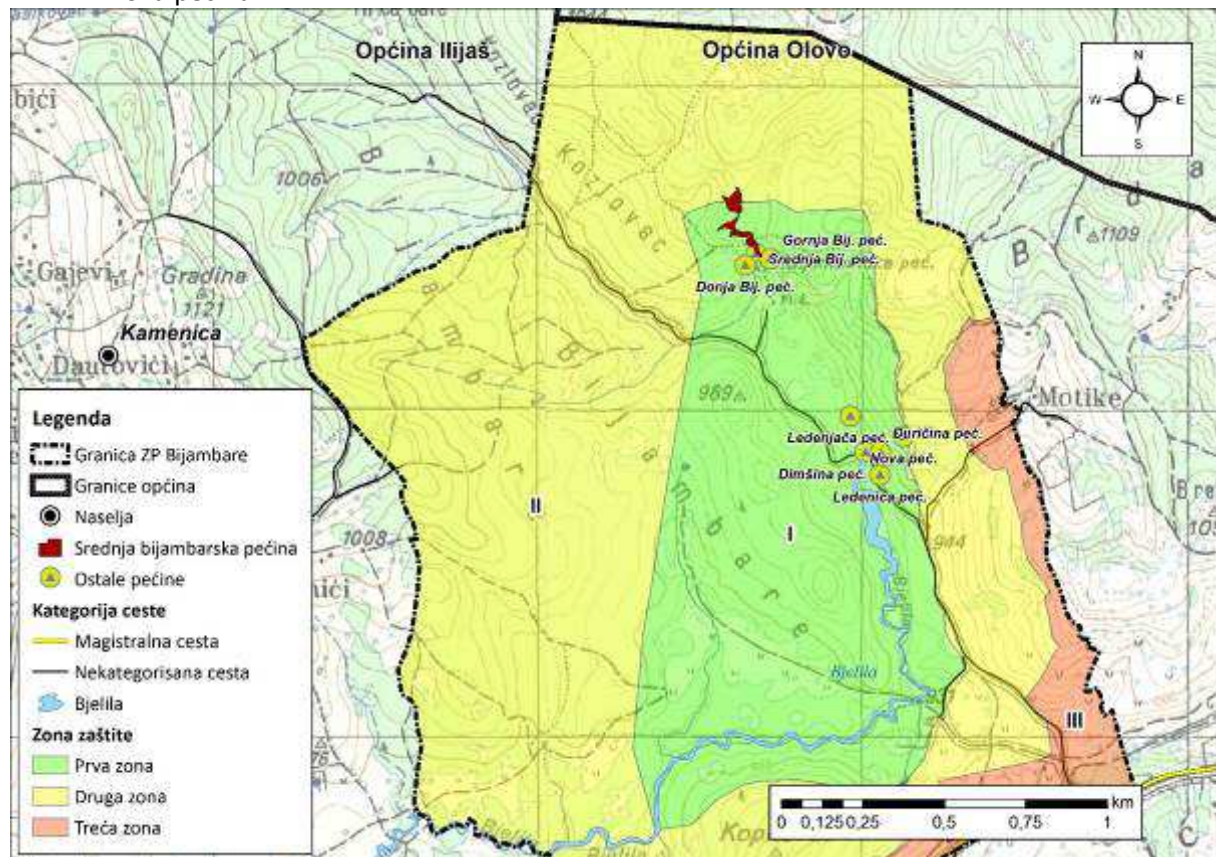 Općina Ilijaš
Općina Olovo
Kozlovac
Kozlovac
N
W
E
S
1006
1109
Gajevi
Gradina
1121
Kamenica
Dautovići
Gornja Bij. peć.
Srednja Bij. peć.
Donja Bij. peć.
969
Motike
Ledenjača peć.
Đuričina peć.
Nova peć.
Dimšina peć.
Ledenica peć.
II
I
III
1008
944
Bjelila
Legenda
Granica ZP Bijambare
Granice općina
Naselja
Srednja bijambarska pećina
Ostale pećine
Kategorija ceste
Magistralna cesta
Nekategorisana cesta
Bjelila
Zona zaštite
Prva zona
Druga zona
Treća zona
km
0 0,125 0,25 0,5 0,75 1